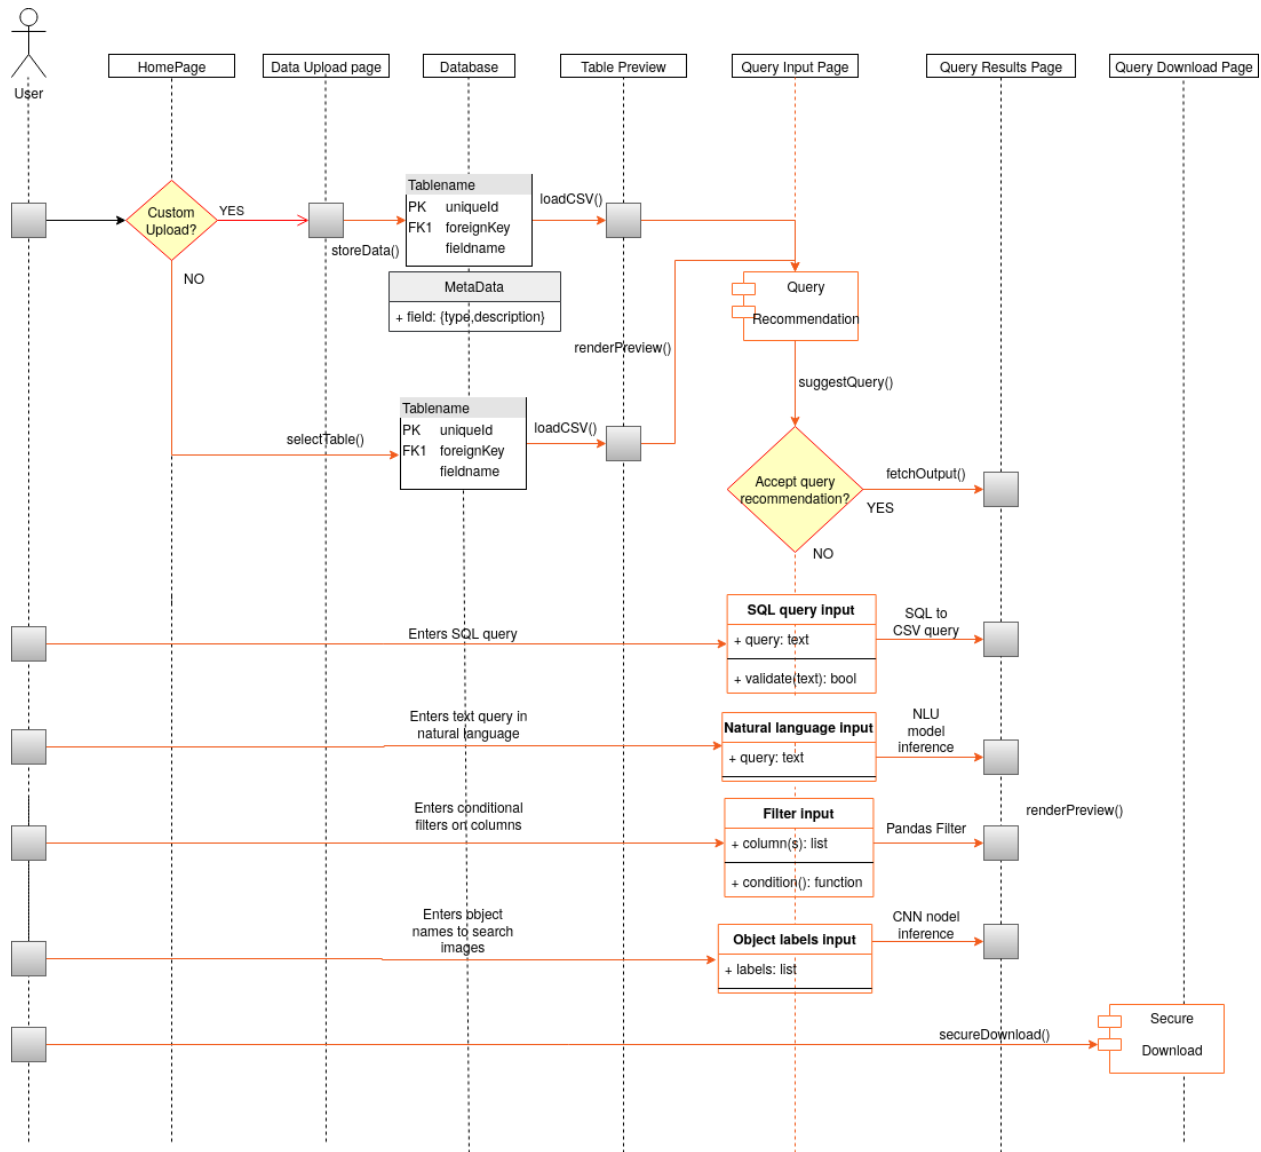 User
HomePage
Data Upload page
Database
Table Preview
Query Input Page
Query Results Page
Query Download Page
Custom
Upload?
YES
NO
storeData()
Tablename
PK uniqueId
FK1 foreignKey
fieldname
MetaData
+ field: {type,description}
loadCSV()
renderPreview()
Query
Recommendation
suggestQuery()
selectTable()
Tablename
PK uniqueId
FK1 foreignKey
fieldname
loadCSV()
Accept query
recommendation?
fetchOutput()
YES
NO
Enters SQL query
SQL query input
+ query: text
+ validate(text): bool
SQL to
CSV query
Enters text query in
natural language
Natural language input
+ query: text
NLU
model
inference
Enters conditional
filters on columns
Filter input
+ column(s): list
+ condition(): function
Pandas Filter
renderPreview()
Enters object
names to search
images
Object labels input
+ labels: list
CNN nodel
inference
secureDownload()
Secure
Download